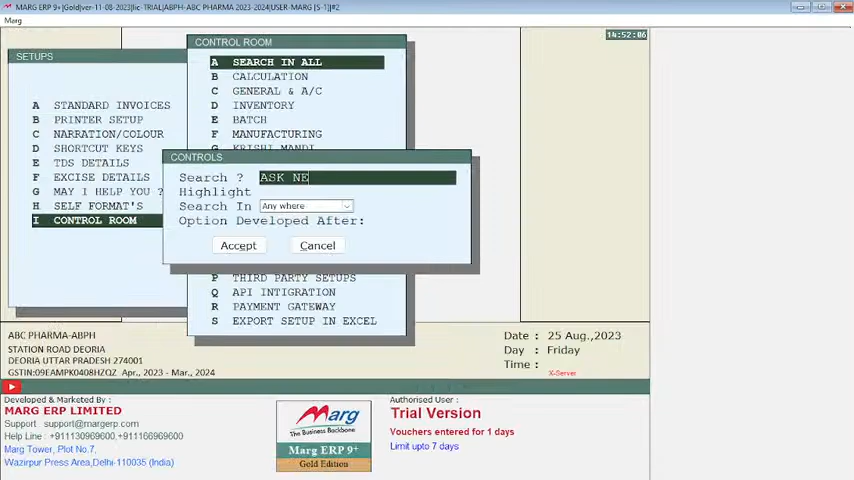 MARG ERP 9+|Gold|ver-11-08-2023|lic-TRIAL|ABPH-ABC PHARMA 2023-2024|USER-MARG [S-1]|#2
Marg
14:52:06
SETUPS
A STANDARD INVOICES
B PRINTER SETUP
C NARRATION/COLOUR
D SHORTCUT KEYS
E TDS DETAILS
F EXCISE DETAILS
G MAY I HELP YOU ?
H SELF FORMAT'S
I CONTROL ROOM
CONTROL ROOM
A SEARCH IN ALL
B CALCULATION
C GENERAL & A/C
D INVENTORY
E BATCH
F MANUFACTURING
G KRISHI MANDI
CONTROLS
Search ? ASK NE
Highlight
Search In Any where
Option Developed After:
Accept Cancel
P THIRD PARTY SETUPS
Q API INTIGRATION
R PAYMENT GATEWAY
S EXPORT SETUP IN EXCEL
ABC PHARMA-ABPH
STATION ROAD DEORIA
DEORIA UTTAR PRADESH 274001
GSTIN:09EAMPK0408HZQZ Apr., 2023 - Mar., 2024
Date : 25 Aug.,2023
Day : Friday
Time :
X-Server
Developed & Marketed By :
MARG ERP LIMITED
Support support@margerp.com
Help Line : +911130969600,+911166969600
Marg Tower, Plot No.7,
Wazirpur Press Area,Delhi-110035 (India)
Marg
The Business Backbone
Marg ERP 9+
Gold Edition
Authorised User :
Trial Version
Vouchers entered for 1 days
Limit upto 7 days